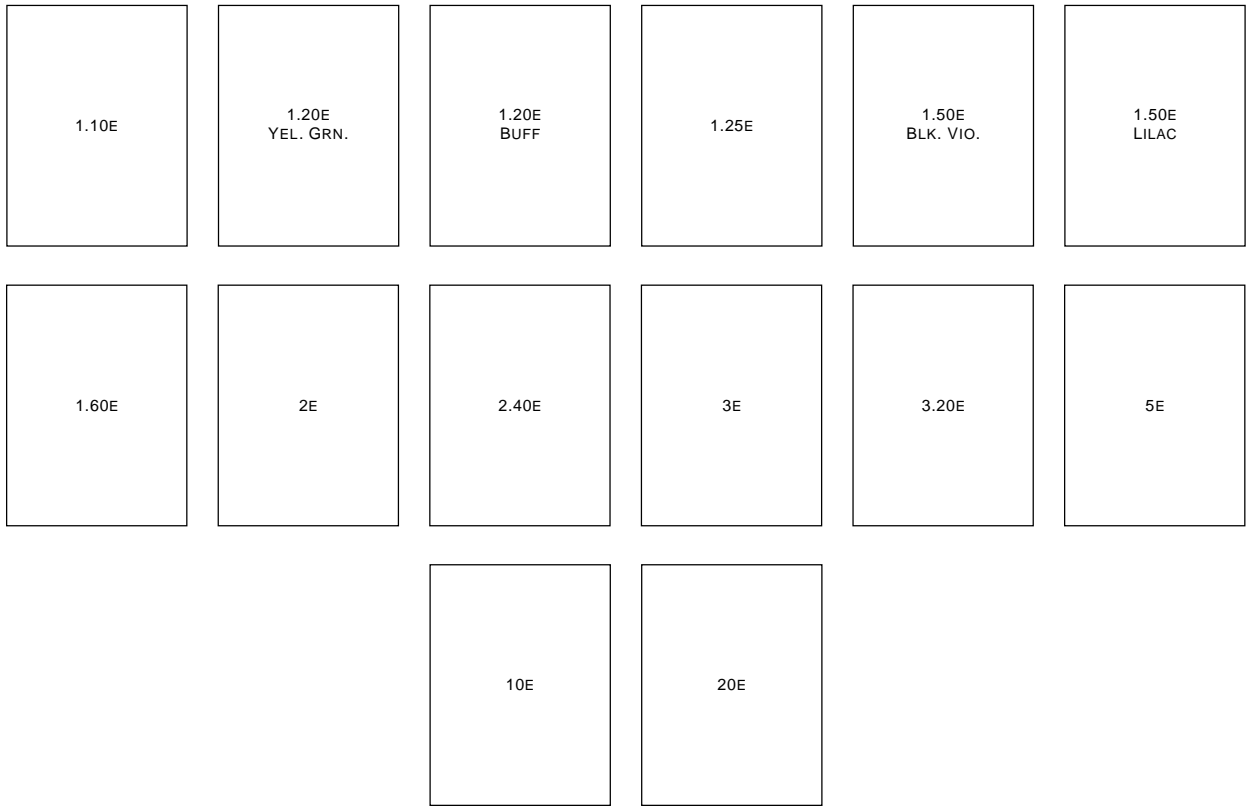 1.10E
1.20E
YEL. GRN.
1.20E
BUFF
1.25E
1.50E
BLK. VIO.
1.50E
LILAC
1.60E
2E
2.40E
3E
3.20E
5E
10E
20E